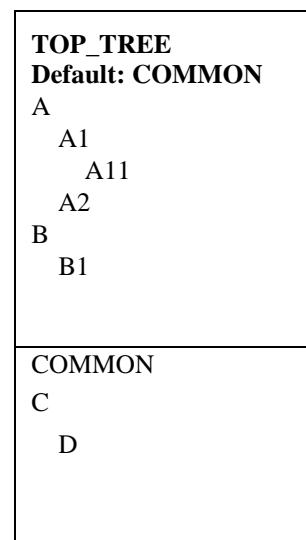 TOP_TREE
Default: COMMON
A
A1
A11
A2
B
B1
COMMON
C
D